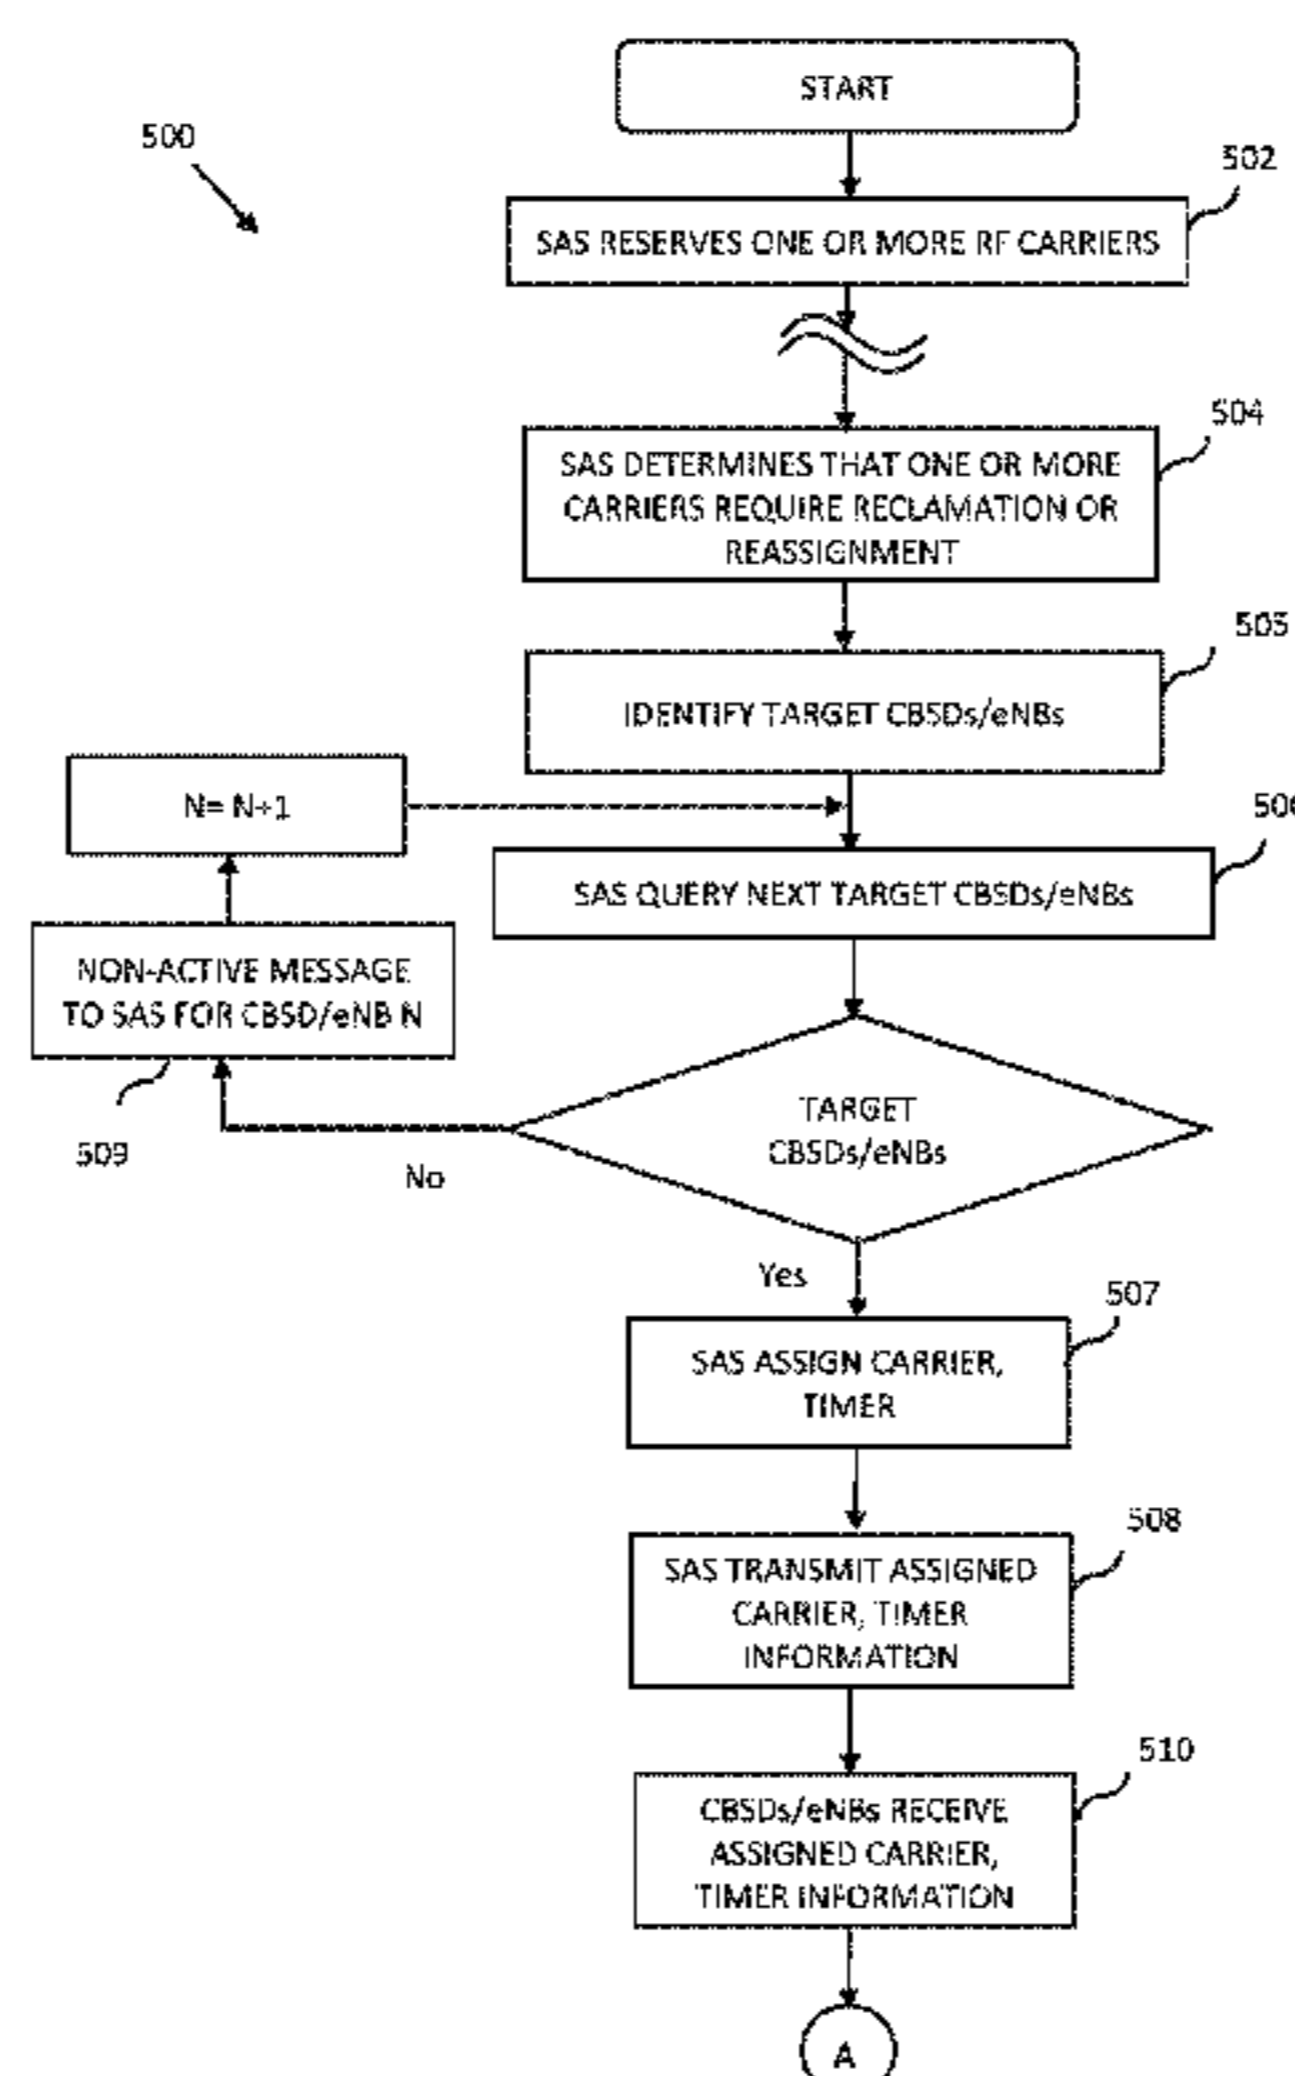 START
500
502
SAS RESERVES ONE OR MORE RF CARRIERS
504
SAS DETERMINES THAT ONE OR MORE
CARRIERS REQUIRE RECLAMATION OR
REASSIGNMENT
505
IDENTIFY TARGET CBSDs/eNBs
N= N+1
506
SAS QUERY NEXT TARGET CBSDs/eNBs
NON-ACTIVE MESSAGE
TO SAS FOR CBSD/eNB N
509
TARGET
CBSDs/eNBs
No
Yes
507
SAS ASSIGN CARRIER,
TIMER
508
SAS TRANSMIT ASSIGNED
CARRIER, TIMER
INFORMATION
510
CBSDs/eNBs RECEIVE
ASSIGNED CARRIER,
TIMER INFORMATION
A